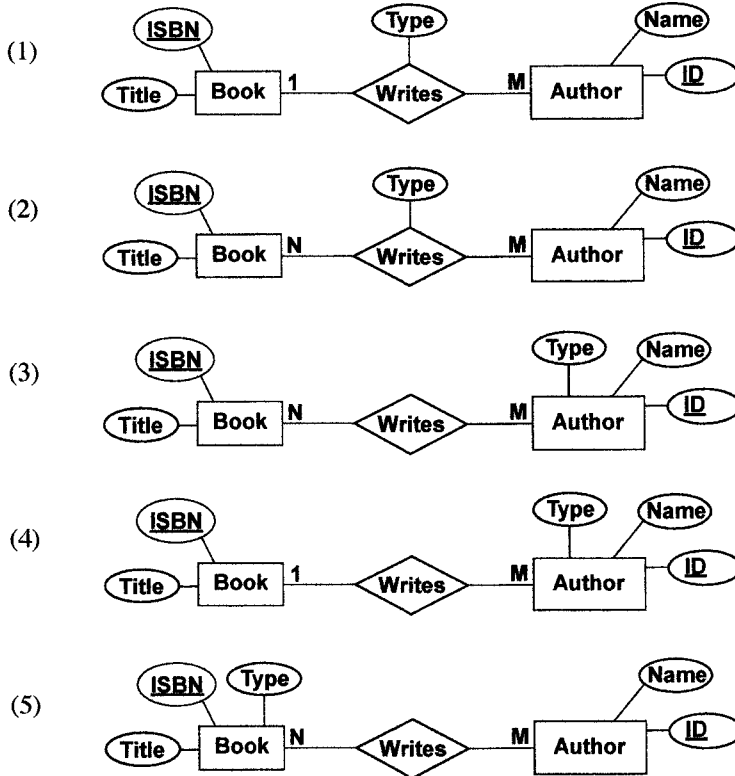 (1)
ISBN
Type
Name
Title
Book
1
Writes
M
Author
ID
(2)
ISBN
Type
Name
Title
Book
N
Writes
M
Author
ID
(3)
ISBN
Type
Name
Title
Book
N
Writes
M
Author
ID
(4)
ISBN
Type
Name
Title
Book
1
Writes
M
Author
ID
(5)
ISBN
Type
Name
Title
Book
N
Writes
M
Author
ID